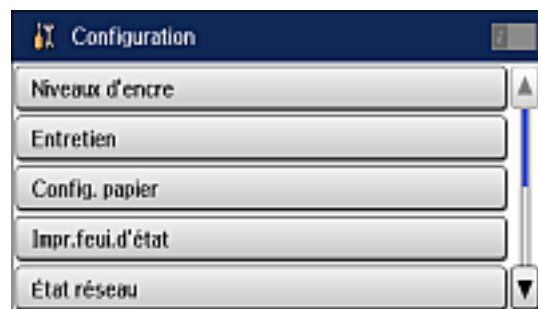 Configuration
Niveaux d'encre
Entretien
Config. papier
Impr.feui.d'état
État réseau